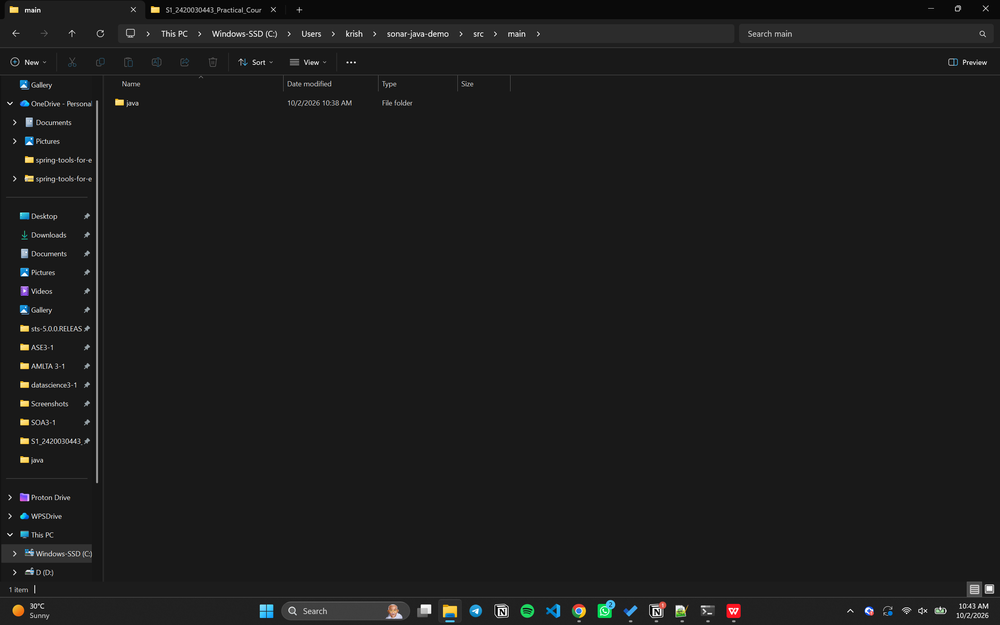 main
S1_2420030443_Practical_Cour
This PC
Windows-SSD (C:)
Users
krish
sonar-java-demo
src
main
Search main
New
Sort
View
Preview
Name
Date modified
Type
Size
java
10/2/2026 10:38 AM
File folder
Gallery
OneDrive - Personal
Documents
Pictures
spring-tools-for-e
spring-tools-for-e
Desktop
Downloads
Documents
Pictures
Videos
Gallery
sts-5.0.0.RELEAS
ASE3-1
AMLTA 3-1
datascience3-1
Screenshots
SOA3-1
S1_2420030443_
java
Proton Drive
WPSDrive
This PC
Windows-SSD (C:)
D (D:)
1 item
30°C
Sunny
Search
2
1
10:43 AM
10/2/2026